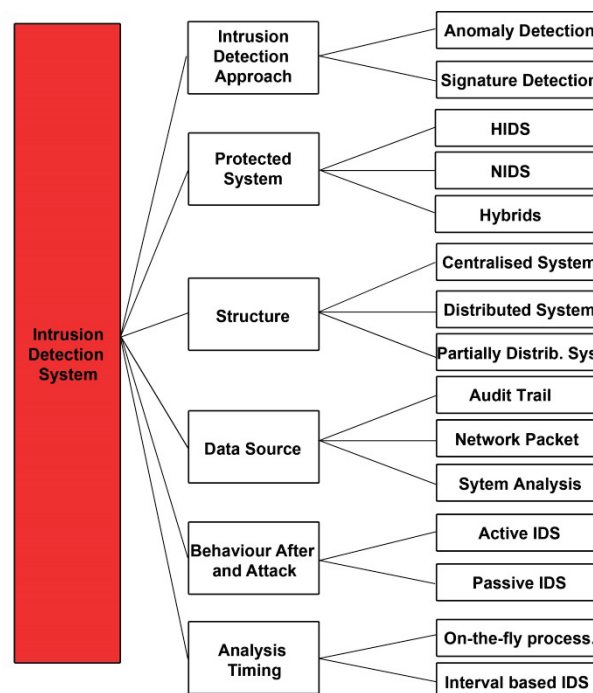 Intrusion
Detection
System
Intrusion
Detection
Approach
Anomaly Detection
Signature Detection
Protected
System
HIDS
NIDS
Hybrids
Structure
Centralised System
Distributed System
Partially Distrib. Sys
Data Source
Audit Trail
Network Packet
Sytem Analysis
Behaviour After
and Attack
Active IDS
Passive IDS
Analysis
Timing
On-the-fly process.
Interval based IDS